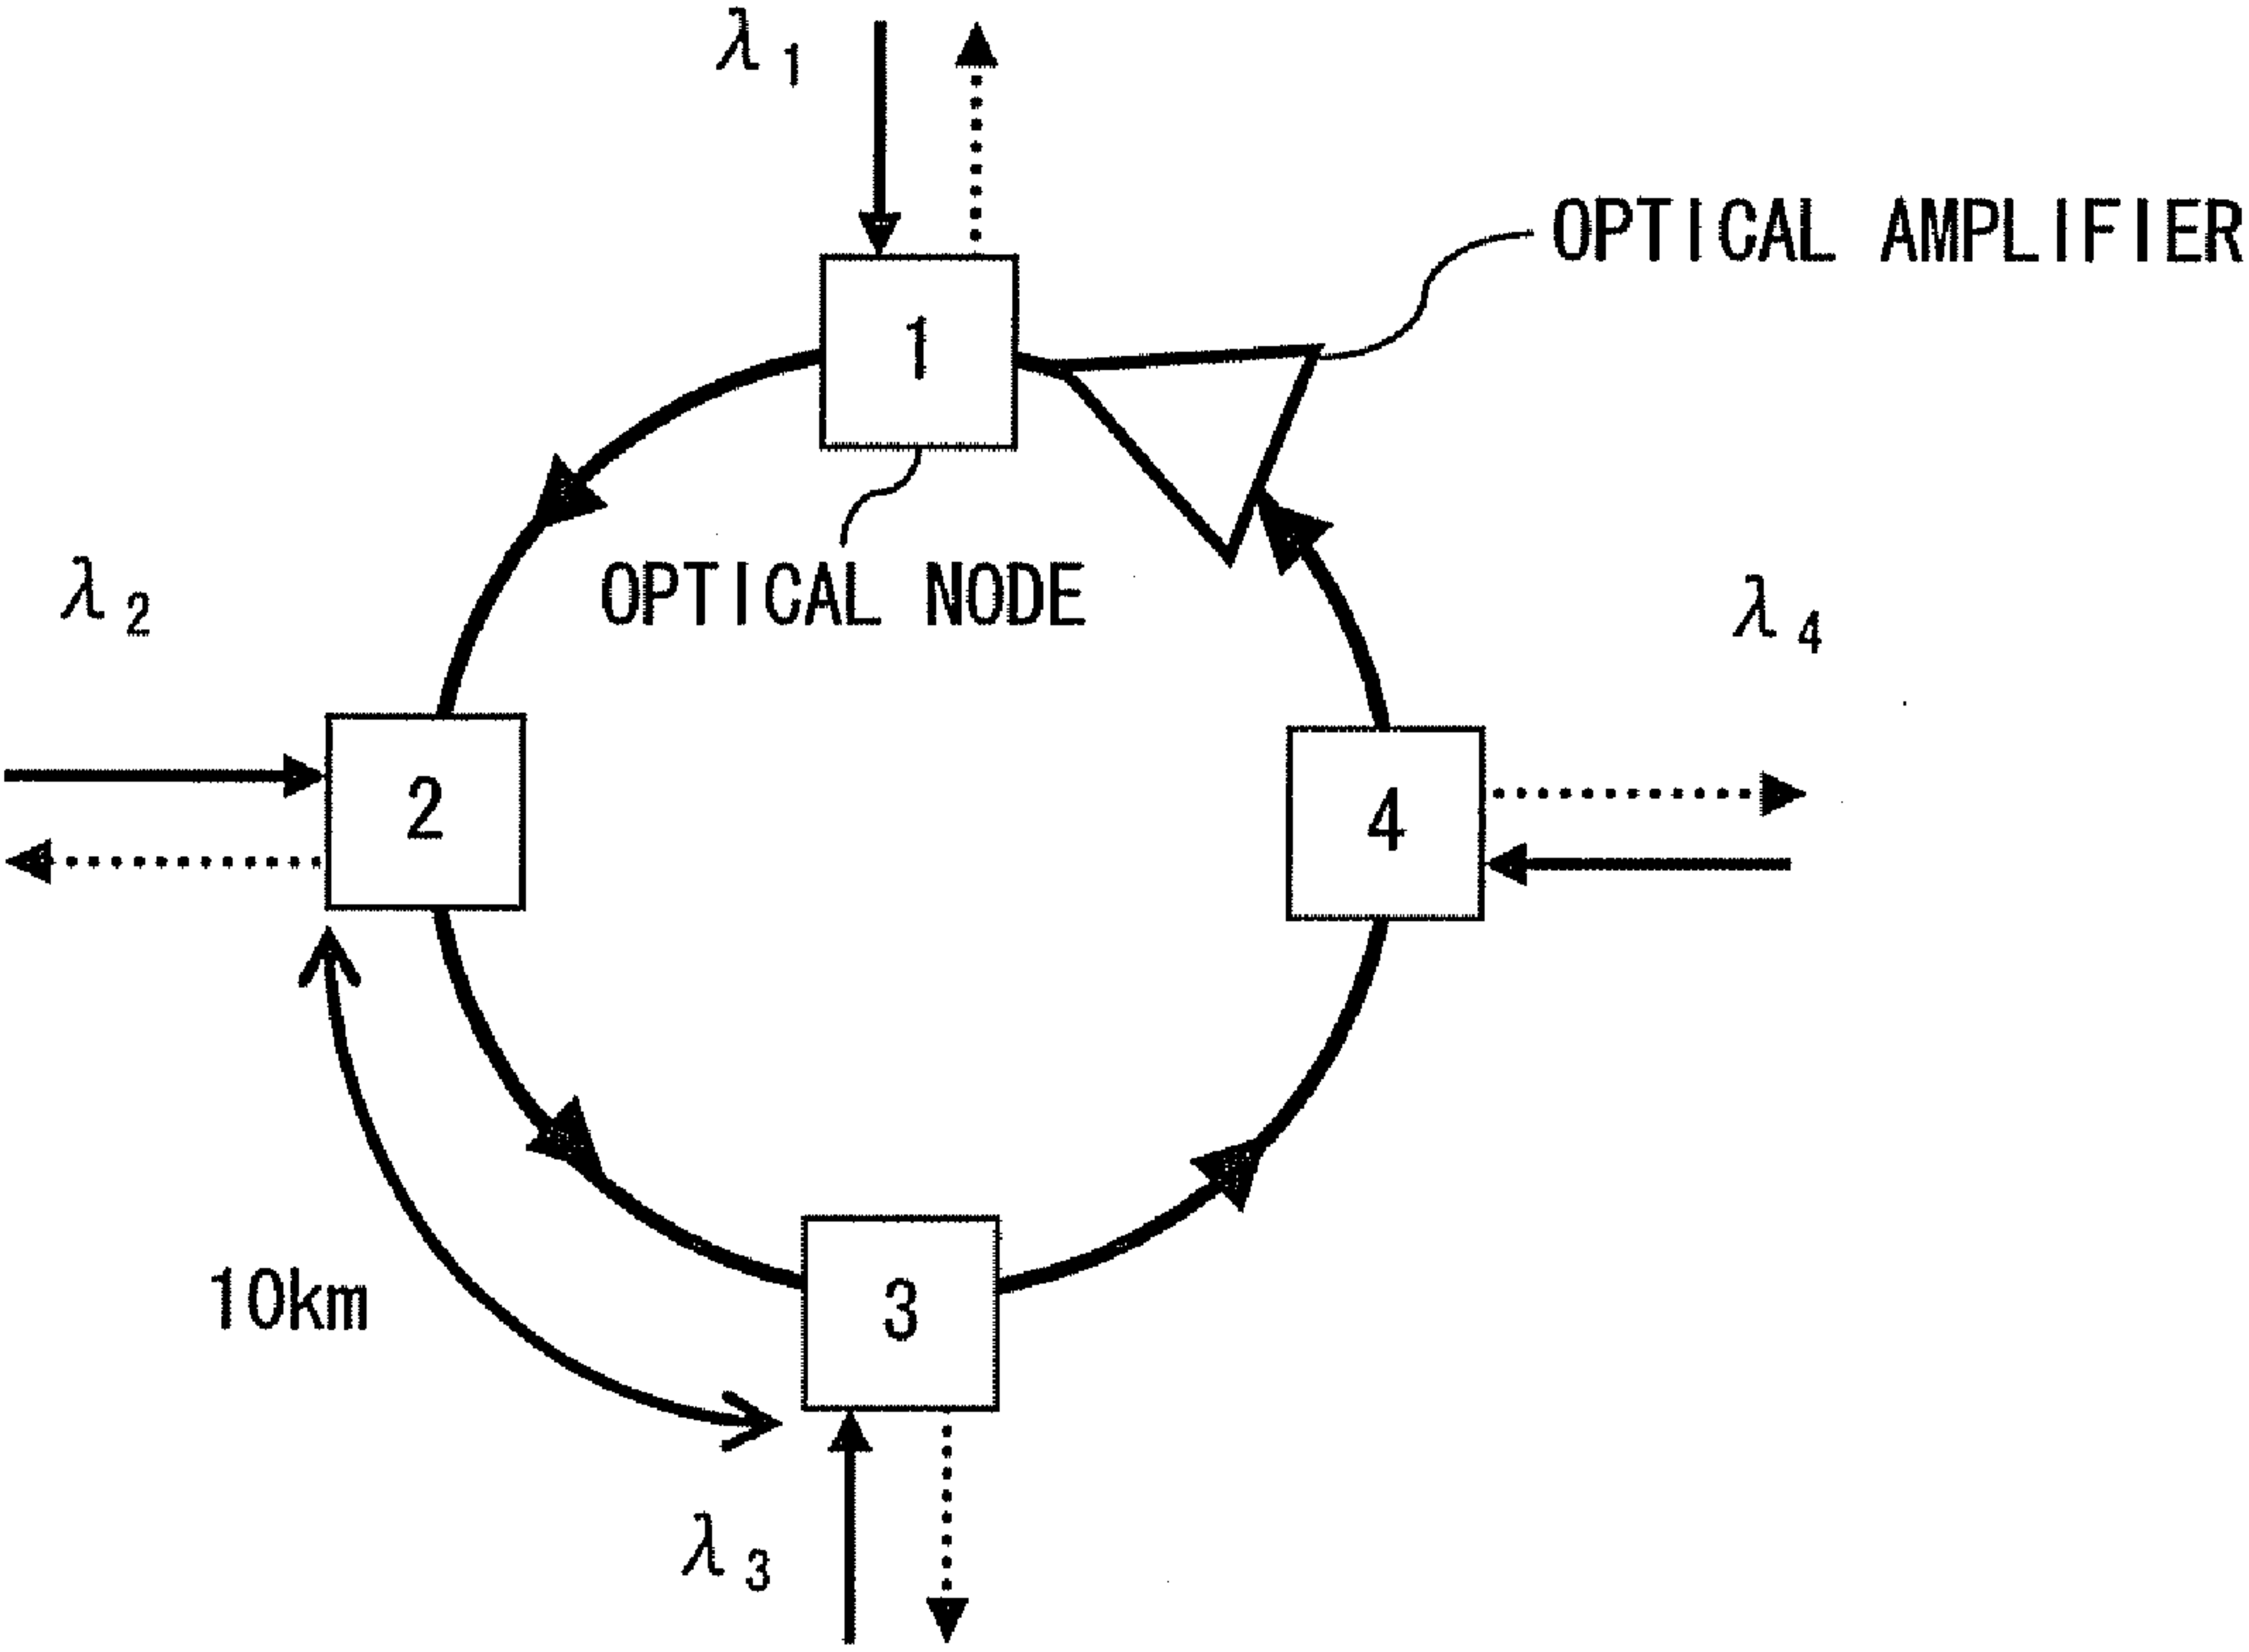 λ1
OPTICAL AMPLIFIER
1
OPTICAL NODE
λ2
λ4
2
4
10km
3
λ3